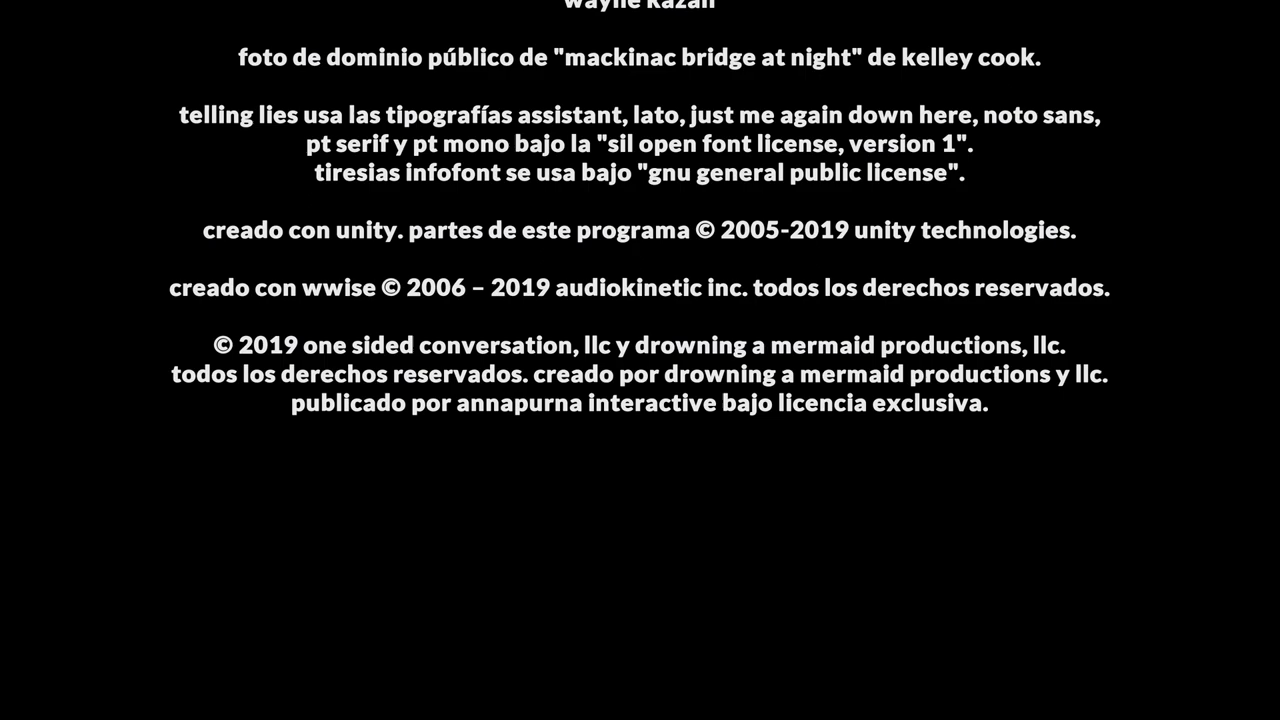 wayne kazan
foto de dominio público de "mackinac bridge at night" de kelley cook.
telling lies usa las tipografías assistant, lato, just me again down here, noto sans,
pt serif y pt mono bajo la "sil open font license, version 1".
tiresias infofont se usa bajo "gnu general public license".
creado con unity. partes de este programa © 2005-2019 unity technologies.
creado con wwise © 2006 – 2019 audiokinetic inc. todos los derechos reservados.
© 2019 one sided conversation, llc y drowning a mermaid productions, llc.
todos los derechos reservados. creado por drowning a mermaid productions y llc.
publicado por annapurna interactive bajo licencia exclusiva.